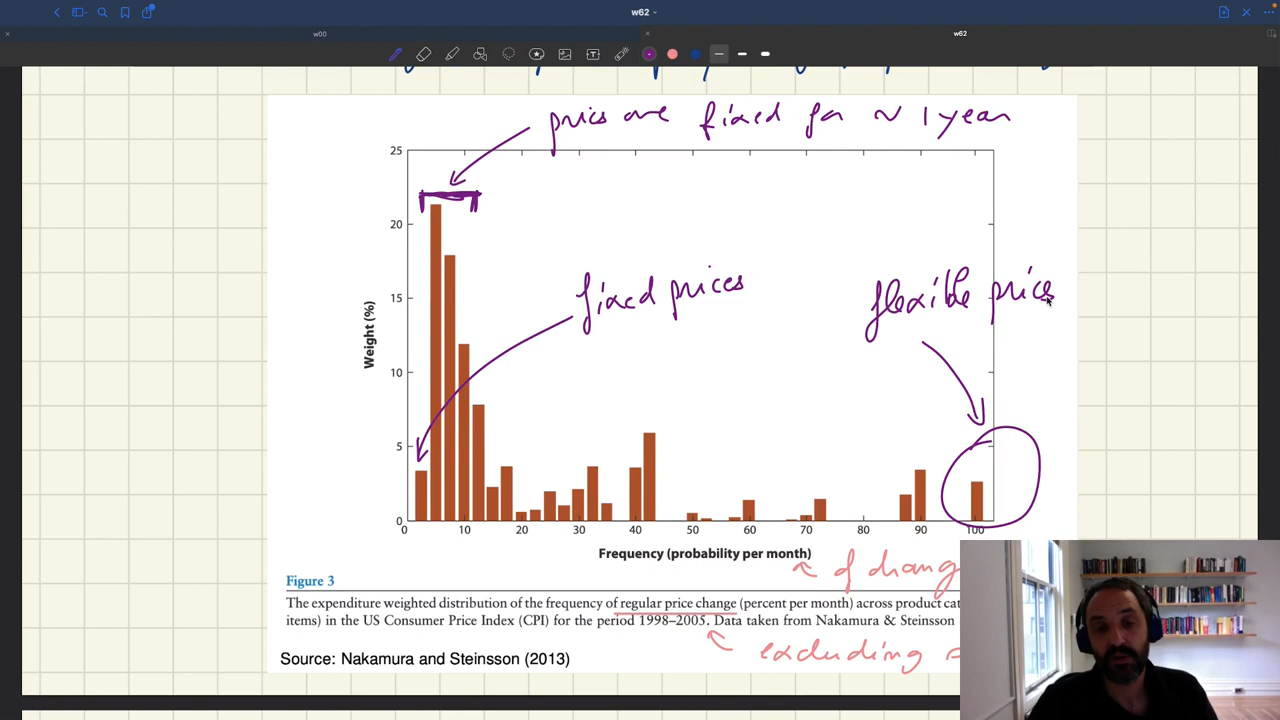 w62
w00
w62
prices are fixed for ~ 1 year
25
20
15
10
5
0
Weight (%)
fixed prices
flexible prices
0 10 20 30 40 50 60 70 80 90 100
Frequency (probability per month)
of chang
Figure 3
The expenditure weighted distribution of the frequency of regular price change (percent per month) across product cat
items) in the US Consumer Price Index (CPI) for the period 1998–2005. Data taken from Nakamura & Steinsson
excluding
Source: Nakamura and Steinsson (2013)